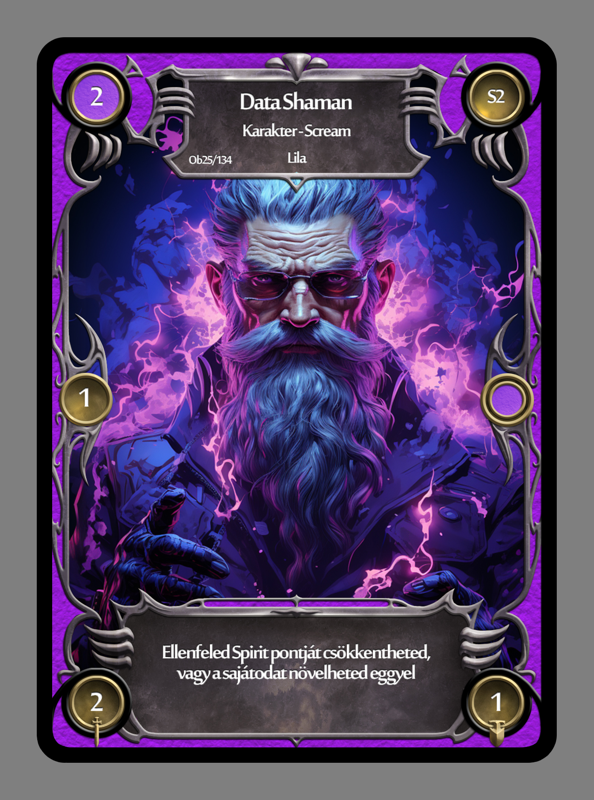 2
Data Shaman
S2
Karakter - Scream
Ob25/134
Lila
1
Ellenfeled Spirit pontját csökkentheted,
vagy a sajátodat növelheted eggyel
2
1